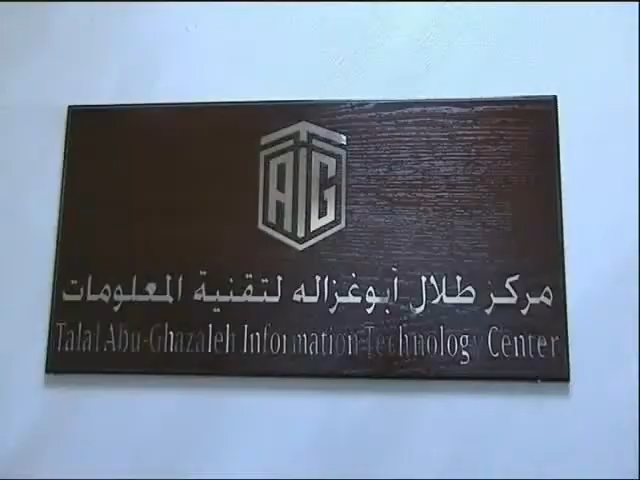 TAG
مركز طلال أبوغزاله لتقنية المعلومات
Talal Abu-Ghazaleh Information Technology Center